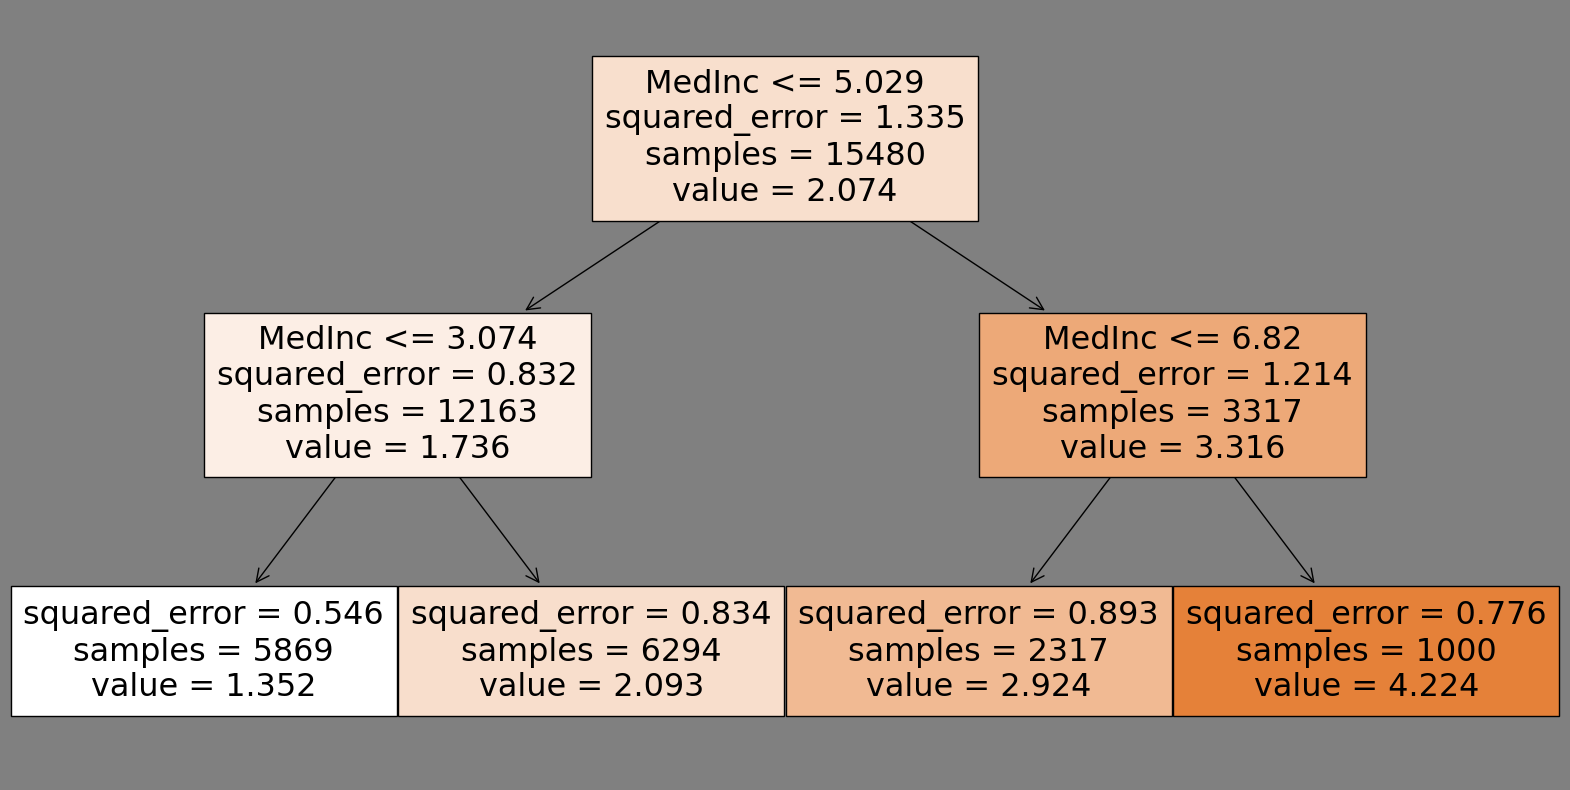 MedInc <= 5.029
squared_error = 1.335
samples = 15480
value = 2.074
MedInc <= 3.074
squared_error = 0.832
samples = 12163
value = 1.736
MedInc <= 6.82
squared_error = 1.214
samples = 3317
value = 3.316
squared_error = 0.546
samples = 5869
value = 1.352
squared_error = 0.834
samples = 6294
value = 2.093
squared_error = 0.893
samples = 2317
value = 2.924
squared_error = 0.776
samples = 1000
value = 4.224